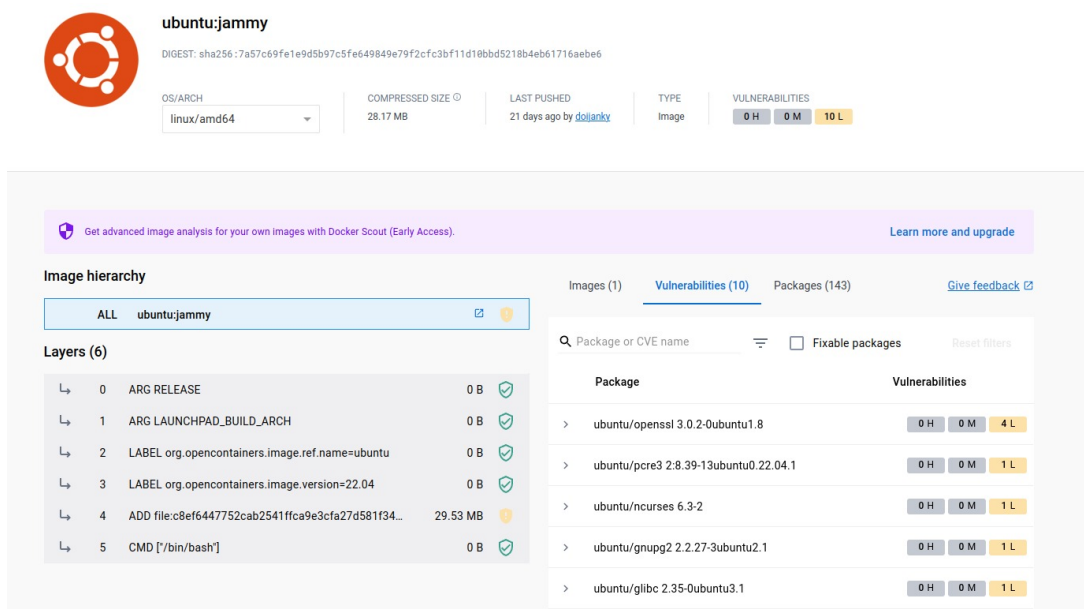 ubuntu:jammy
DIGEST: sha256:7a57c69fe1e9d5b97c5fe649849e79f2cfc3bf11d10bbd5218b4eb61716aebe6
OS/ARCH
linux/amd64
COMPRESSED SIZE
28.17 MB
LAST PUSHED
21 days ago by doijanky
TYPE
Image
VULNERABILITIES
0 H 0 M 10 L
Get advanced image analysis for your own images with Docker Scout (Early Access).
Learn more and upgrade
Image hierarchy
ALL ubuntu:jammy
Layers (6)
0 ARG RELEASE 0 B
1 ARG LAUNCHPAD_BUILD_ARCH 0 B
2 LABEL org.opencontainers.image.ref.name=ubuntu 0 B
3 LABEL org.opencontainers.image.version=22.04 0 B
4 ADD file:c8ef6447752cab2541ffca9e3cfa27d581f34... 29.53 MB
5 CMD ["/bin/bash"] 0 B
Images (1) Vulnerabilities (10) Packages (143) Give feedback
Package or CVE name Fixable packages Reset filters
Package Vulnerabilities
ubuntu/openssl 3.0.2-0ubuntu1.8 0 H 0 M 4 L
ubuntu/pcre3 2:8.39-13ubuntu0.22.04.1 0 H 0 M 1 L
ubuntu/ncurses 6.3-2 0 H 0 M 1 L
ubuntu/gnupg2 2.2.27-3ubuntu2.1 0 H 0 M 1 L
ubuntu/glibc 2.35-0ubuntu3.1 0 H 0 M 1 L